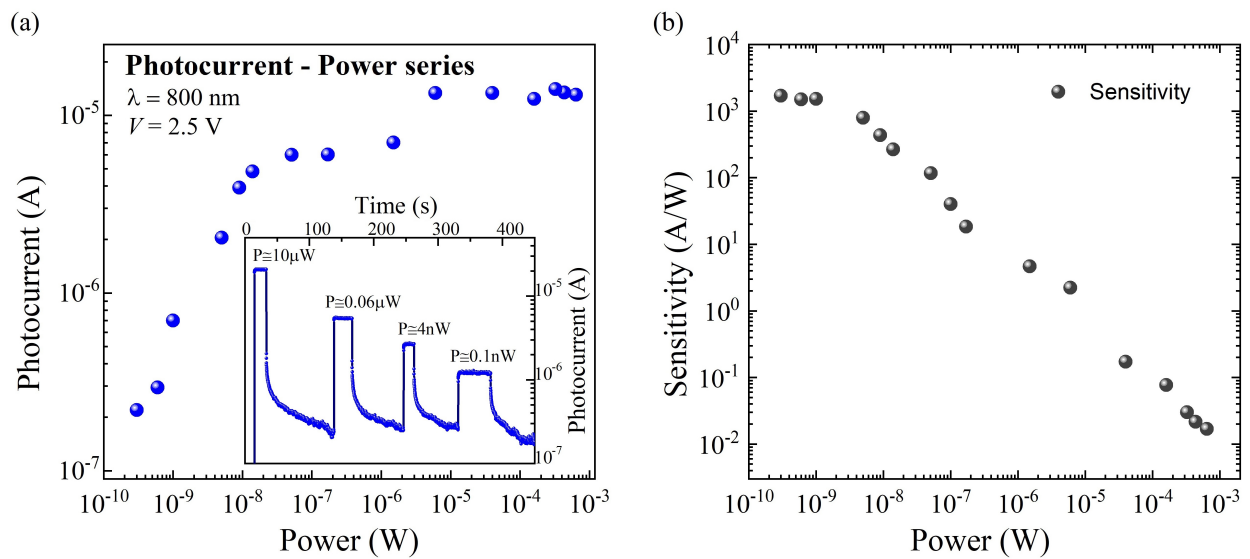 (a)
Photocurrent - Power series
λ = 800 nm
V = 2.5 V
10⁻⁵
10⁻⁶
10⁻⁷
Photocurrent (A)
Time (s)
0 100 200 300 400
P≅10μW
P≅0.06μW
P≅4nW
P≅0.1nW
10⁻⁵
10⁻⁶
10⁻⁷
Photocurrent (A)
10⁻¹⁰ 10⁻⁹ 10⁻⁸ 10⁻⁷ 10⁻⁶ 10⁻⁵ 10⁻⁴ 10⁻³
Power (W)
(b)
Sensitivity
10⁴
10³
10²
10¹
10⁰
10⁻¹
10⁻²
Sensitivity (A/W)
10⁻¹⁰ 10⁻⁹ 10⁻⁸ 10⁻⁷ 10⁻⁶ 10⁻⁵ 10⁻⁴ 10⁻³
Power (W)